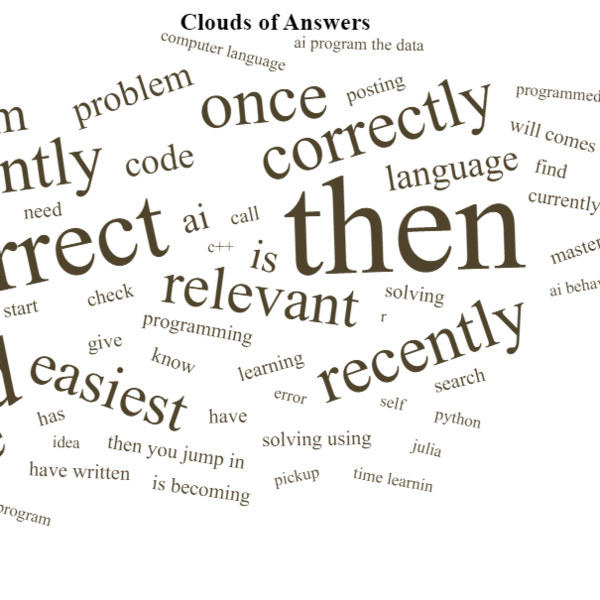 Clouds of Answers
computer language
ai program the data
problem
once
posting
correctly
programmed
will comes
ntly
code
language
find
need
rrect
ai
call
then
currently
c++
is
master
start
check
relevant
solving
r
ai behav
programming
give
know
learning
recently
easiest
error
self
search
has
have
python
idea
then you jump in
solving using
julia
have written
is becoming
pickup
time learnin
program